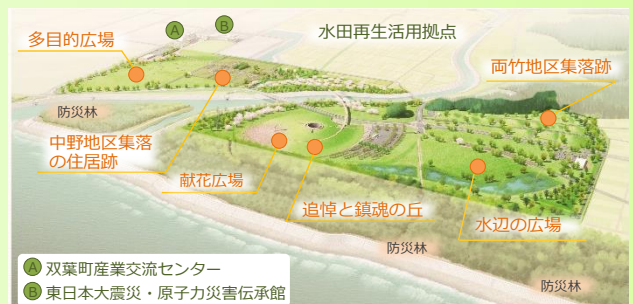 A
B
水田再生活用拠点
多目的広場
両竹地区集落跡
防災林
中野地区集落
の住居跡
献花広場
追悼と鎮魂の丘
水辺の広場
防災林
防災林
A 双葉町産業交流センター
B 東日本大震災・原子力災害伝承館